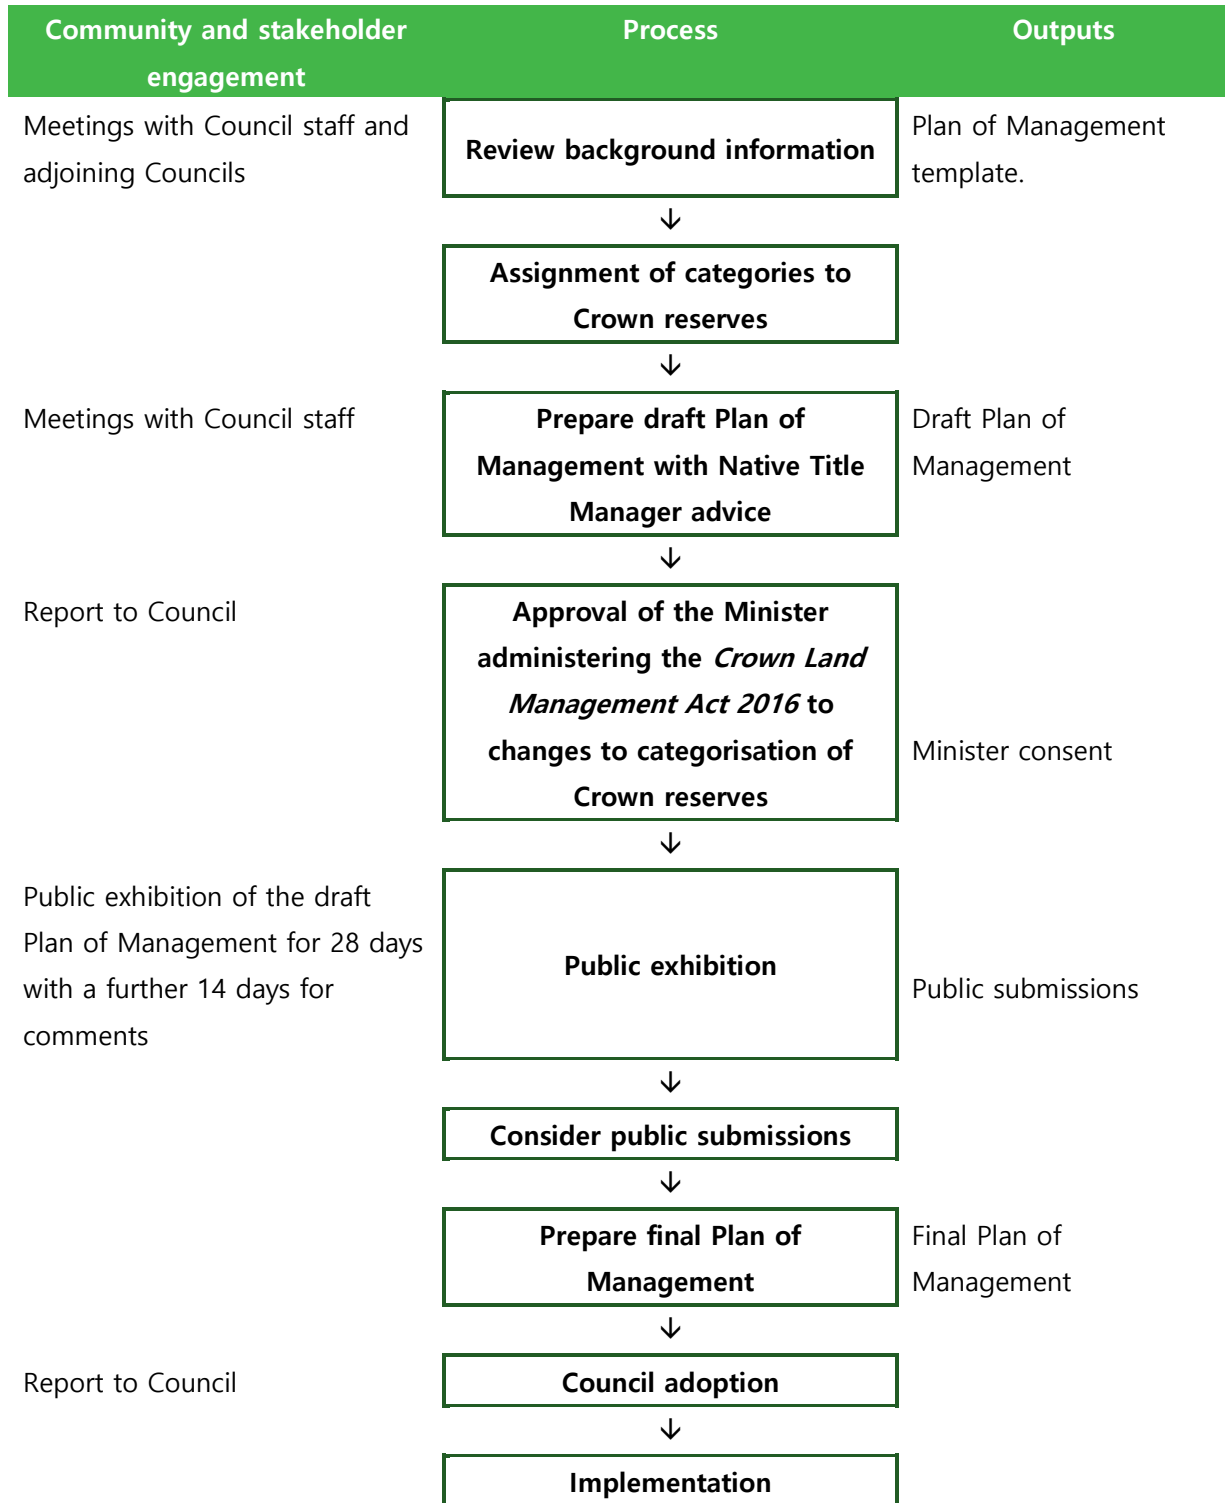 Community and stakeholder
engagement
Process
Outputs
Meetings with Council staff and
adjoining Councils
Review background information
Plan of Management
template.
↓
Assignment of categories to
Crown reserves
↓
Meetings with Council staff
Prepare draft Plan of
Management with Native Title
Manager advice
Draft Plan of
Management
↓
Report to Council
Approval of the Minister
administering the Crown Land
Management Act 2016 to
changes to categorisation of
Crown reserves
Minister consent
↓
Public exhibition of the draft
Plan of Management for 28 days
with a further 14 days for
comments
Public exhibition
Public submissions
↓
Consider public submissions
↓
Prepare final Plan of
Management
Final Plan of
Management
↓
Report to Council
Council adoption
↓
Implementation